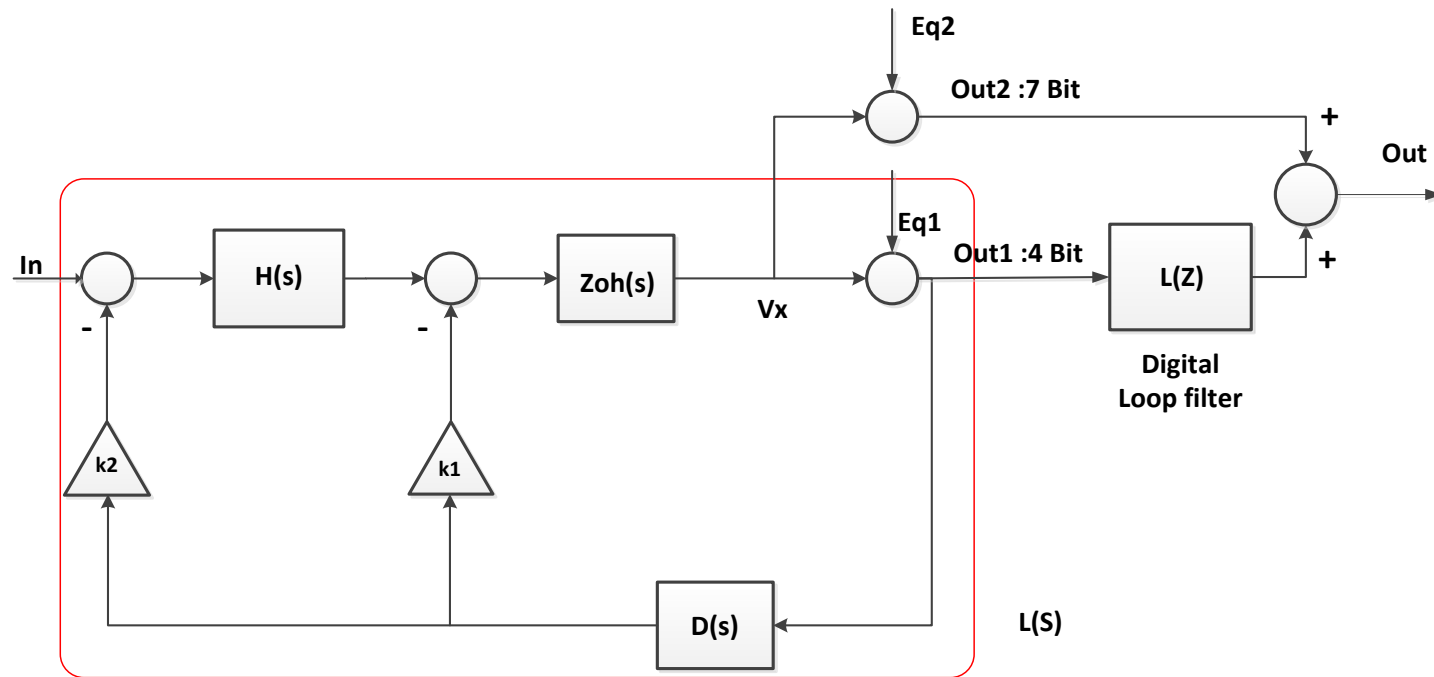 Eq2
Out2 :7 Bit
+
Out
In
-
H(s)
-
Zoh(s)
Vx
Eq1
Out1 :4 Bit
L(Z)
+
Digital
Loop filter
k2
k1
D(s)
L(S)